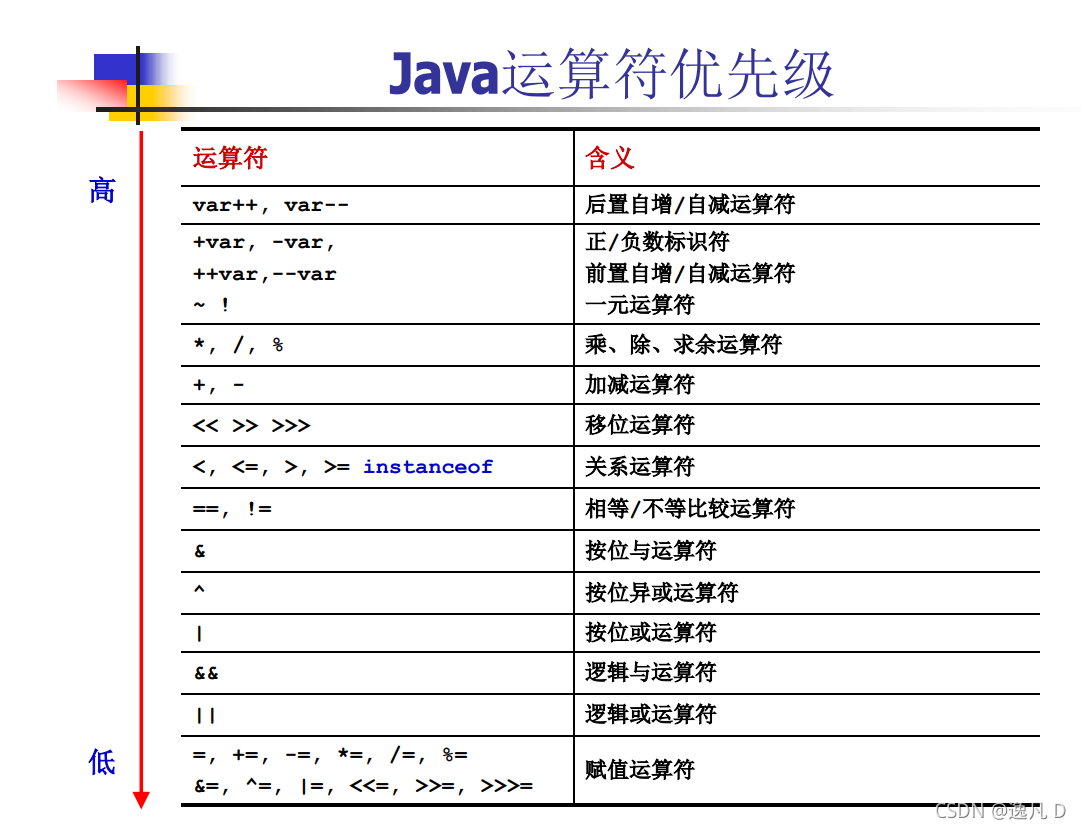 Java运算符优先级
运算符 含义
高
var++, var-- 后置自增/自减运算符
+var, -var, 正/负数标识符
++var,--var 前置自增/自减运算符
~ ! 一元运算符
*, /, % 乘、除、求余运算符
+, - 加减运算符
<< >> >>> 移位运算符
<, <=, >, >= instanceof 关系运算符
==, != 相等/不等比较运算符
& 按位与运算符
^ 按位异或运算符
| 按位或运算符
&& 逻辑与运算符
|| 逻辑或运算符
低
=, +=, -=, *=, /=, %=
&=, ^=, |=, <<=, >>=, >>>= 赋值运算符
CSDN @逸凡 D